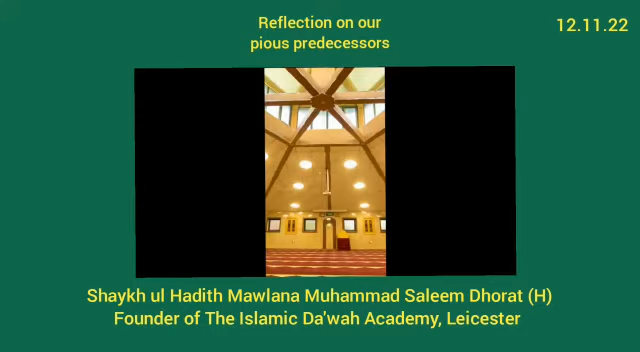 Reflection on our
pious predecessors
12.11.22
Shaykh ul Hadith Mawlana Muhammad Saleem Dhorat (H)
Founder of The Islamic Da'wah Academy, Leicester